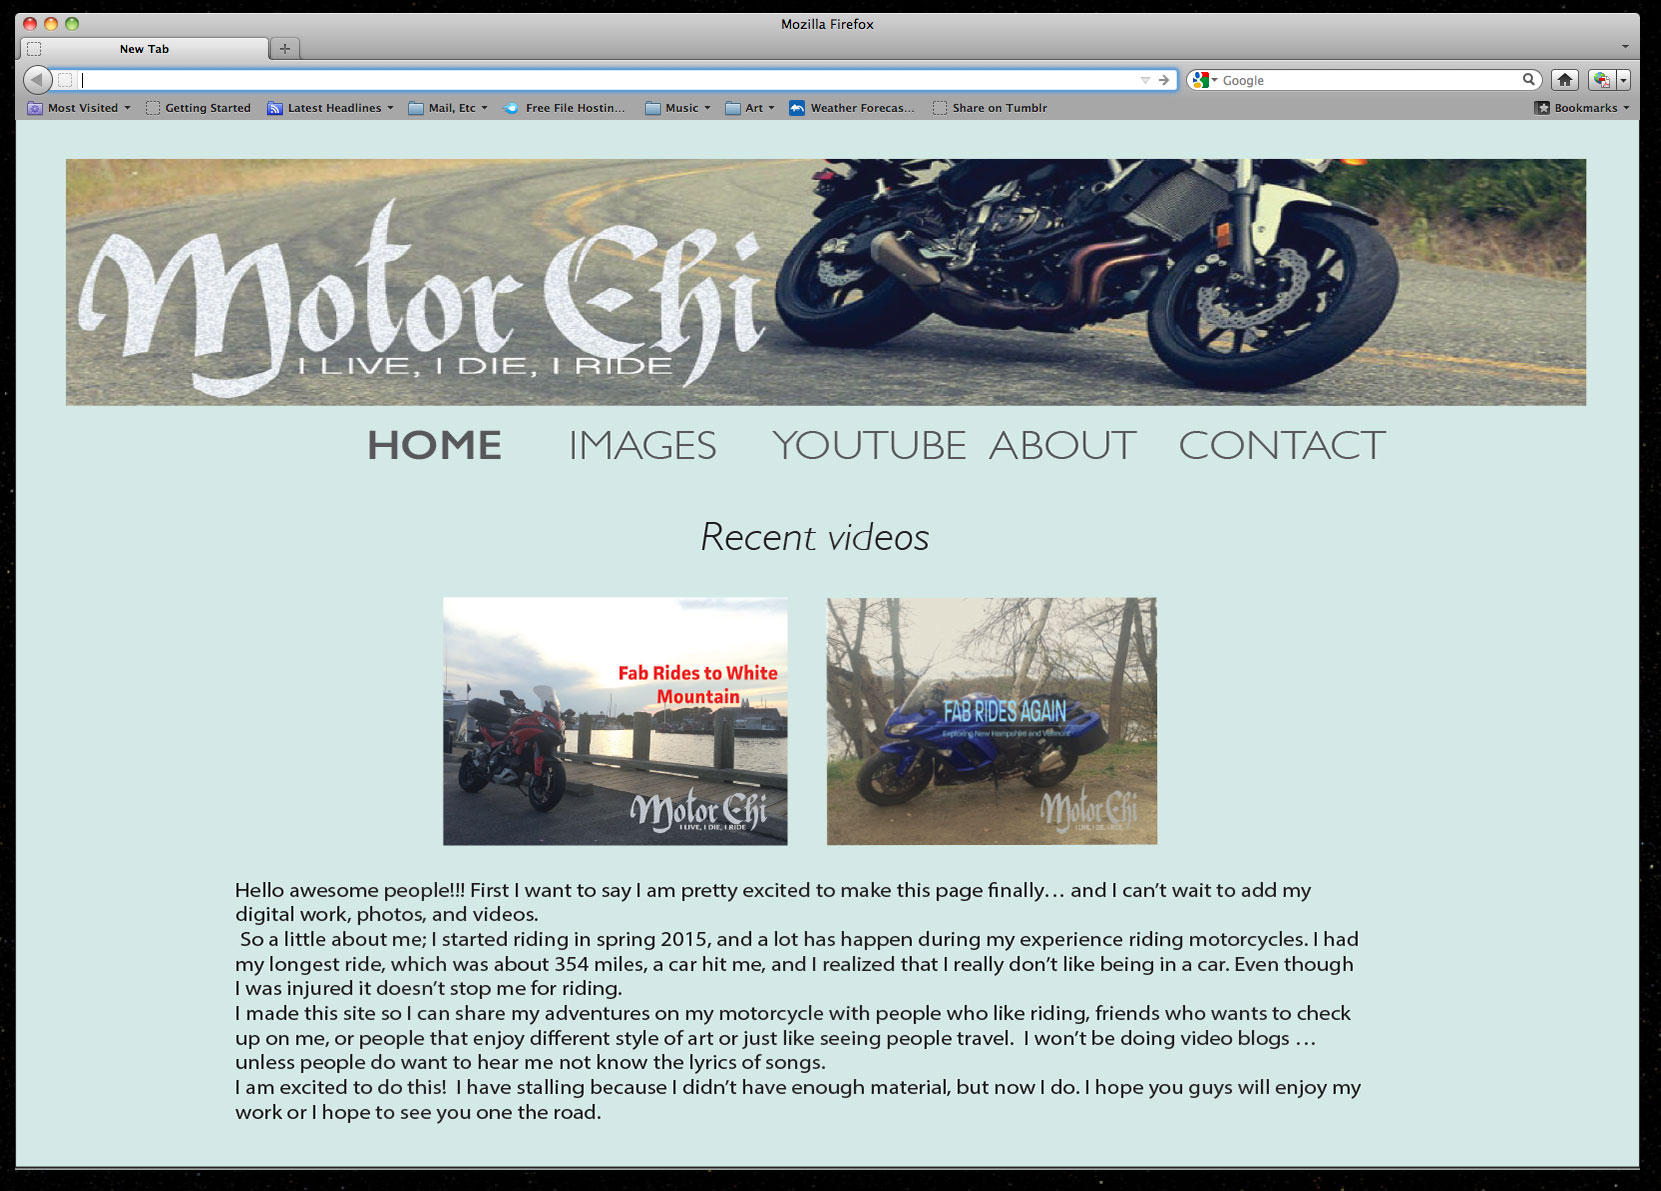 Mozilla Firefox
New Tab
Google
Most Visited Getting Started Latest Headlines Mail, Etc Free File Hostin... Music Art Weather Forecas... Share on Tumblr Bookmarks
Motor Chi
I LIVE, I DIE, I RIDE
HOME IMAGES YOUTUBE ABOUT CONTACT
Recent videos
Fab Rides to White
Mountain
Motor Chi
I LIVE, I DIE, I RIDE
FAB RIDES AGAIN
Exploring New Hampshire and Vermont
Motor Chi
I LIVE, I DIE, I RIDE
Hello awesome people!!! First I want to say I am pretty excited to make this page finally… and I can’t wait to add my
digital work, photos, and videos.
So a little about me; I started riding in spring 2015, and a lot has happen during my experience riding motorcycles. I had
my longest ride, which was about 354 miles, a car hit me, and I realized that I really don’t like being in a car. Even though
I was injured it doesn’t stop me for riding.
I made this site so I can share my adventures on my motorcycle with people who like riding, friends who wants to check
up on me, or people that enjoy different style of art or just like seeing people travel.  I won’t be doing video blogs …
unless people do want to hear me not know the lyrics of songs.
I am excited to do this!  I have stalling because I didn’t have enough material, but now I do. I hope you guys will enjoy my
work or I hope to see you one the road.